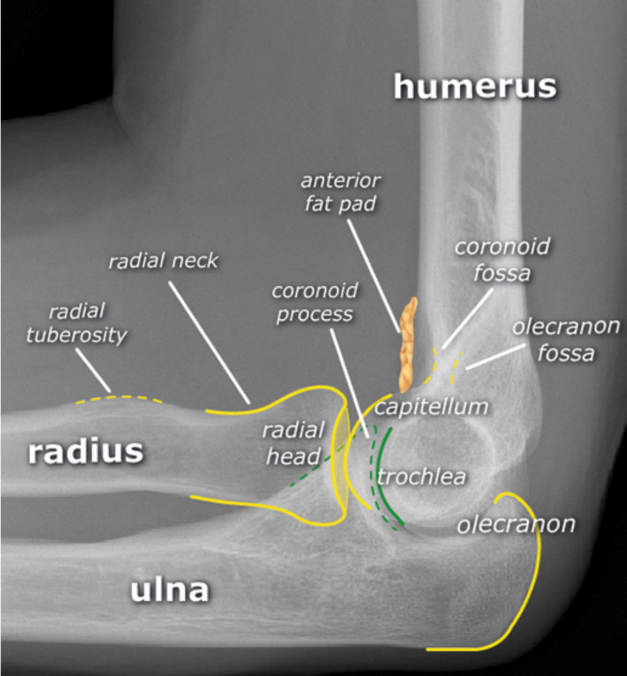 humerus
anterior
fat pad
coronoid
fossa
radial neck
coronoid
process
radial
tuberosity
olecranon
fossa
capitellum
radial
head
radius
trochlea
olecranon
ulna